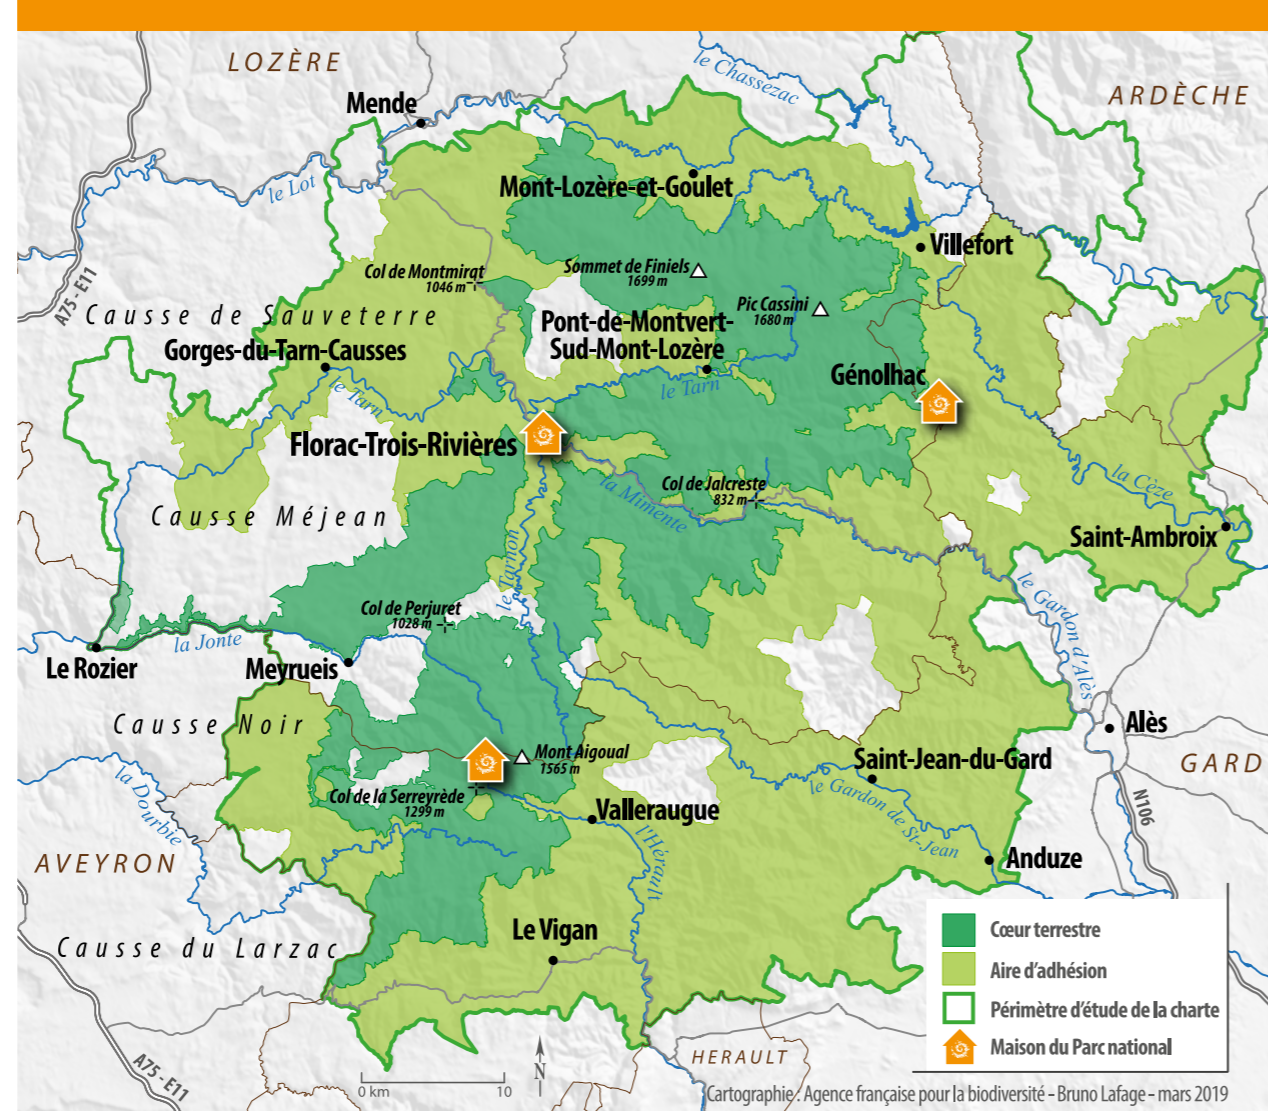 LOZÈRE
le Chassezac
ARDÈCHE
Mende
le Lot
Mont-Lozère-et-Goulet
Villefort
Col de Montmirat
1046 m
Sommet de Finiels
1699 m
Pic Cassini
1680 m
A75 - E11
Causse de Sauveterre
Gorges-du-Tarn-Causses
Pont-de-Montvert-
Sud-Mont-Lozère
le Tarn
le Tarn
Génolhac
Florac-Trois-Rivières
la Mimente
Col de Jalcreste
832 m
la Cèze
Causse Méjean
Saint-Ambroix
le Tarnon
le Gardon d'Alès
Col de Perjuret
1028 m
la Jonte
Le Rozier
Meyrueis
Causse Noir
Alès
Mont Aigoual
1565 m
Saint-Jean-du-Gard
GARD
la Dourbie
Col de la Serreyrède
1299 m
le Gardon de St-Jean
N106
Valleraugue
l'Hérault
AVEYRON
Anduze
Le Vigan
Causse du Larzac
Cœur terrestre
Aire d'adhésion
Périmètre d'étude de la charte
Maison du Parc national
A75 - E11
0 km 10
N
HERAULT
Cartographie : Agence française pour la biodiversité - Bruno Lafage - mars 2019